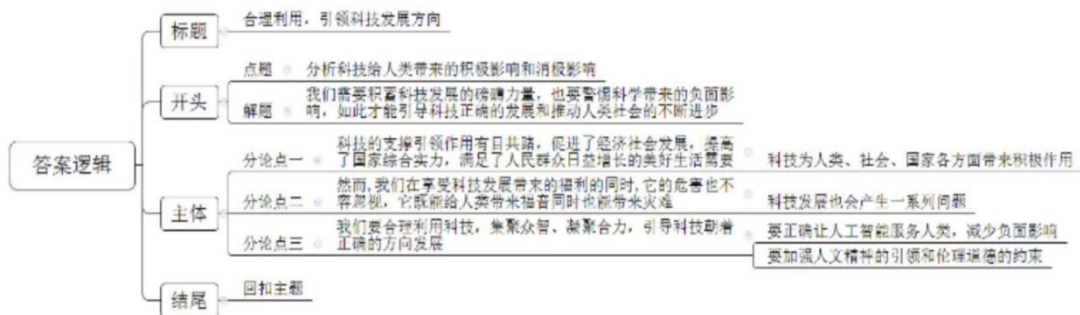 标题
合理利用，引领科技发展方向
开头
点题
分析科技给人类带来的积极影响和消极影响
解题
我们需要积蓄科技发展的磅礴力量，也要警惕科学带来的负面影
响，如此才能引导科技正确的发展和推动人类社会的不断进步
答案逻辑
主体
分论点一
科技的支撑引领作用有目共睹，促进了经济社会发展，提高
了国家综合实力，满足了人民群众日益增长的美好生活需要
科技为人类、社会、国家各方面带来积极作用
分论点二
然而,我们在享受科技发展带来的福利的同时,它的危害也不
容忽视，它既能给人类带来福音同时也能带来灾难
科技发展也会产生一系列问题
分论点三
我们要合理利用科技，集聚众智、凝聚合力，引导科技朝着
正确的方向发展
要正确让人工智能服务人类，减少负面影响
要加强人文精神的引领和伦理道德的约束
结尾
回扣主题